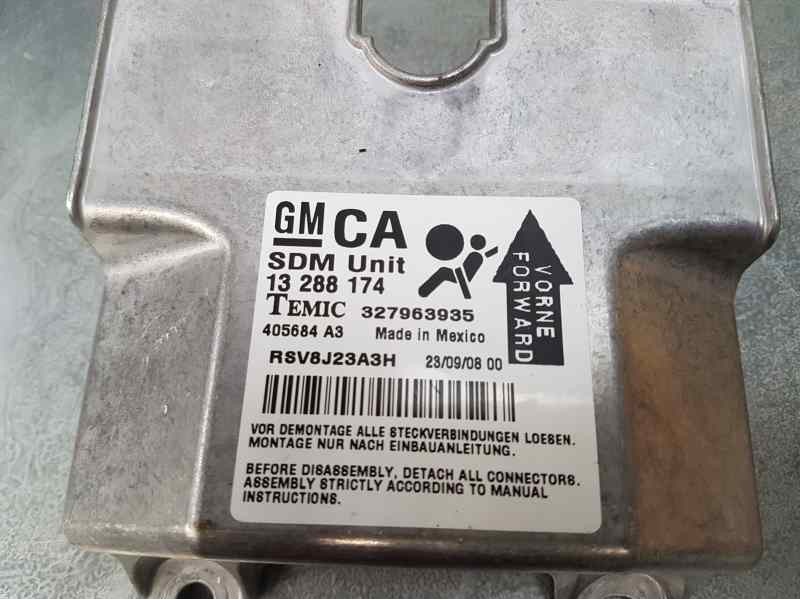 GM CA
SDM Unit
13 288 174
TEMIC 327963935
405684 A3 Made in Mexico
RSV8J23A3H 23/09/08 00
VORNE
FORWARD
VOR DEMONTAGE ALLE STECKVERBINDUNGEN LOESEN.
MONTAGE NUR NACH EINBAUANLEITUNG.
BEFORE DISASSEMBLY, DETACH ALL CONNECTORS.
ASSEMBLY STRICTLY ACCORDING TO MANUAL
INSTRUCTIONS.